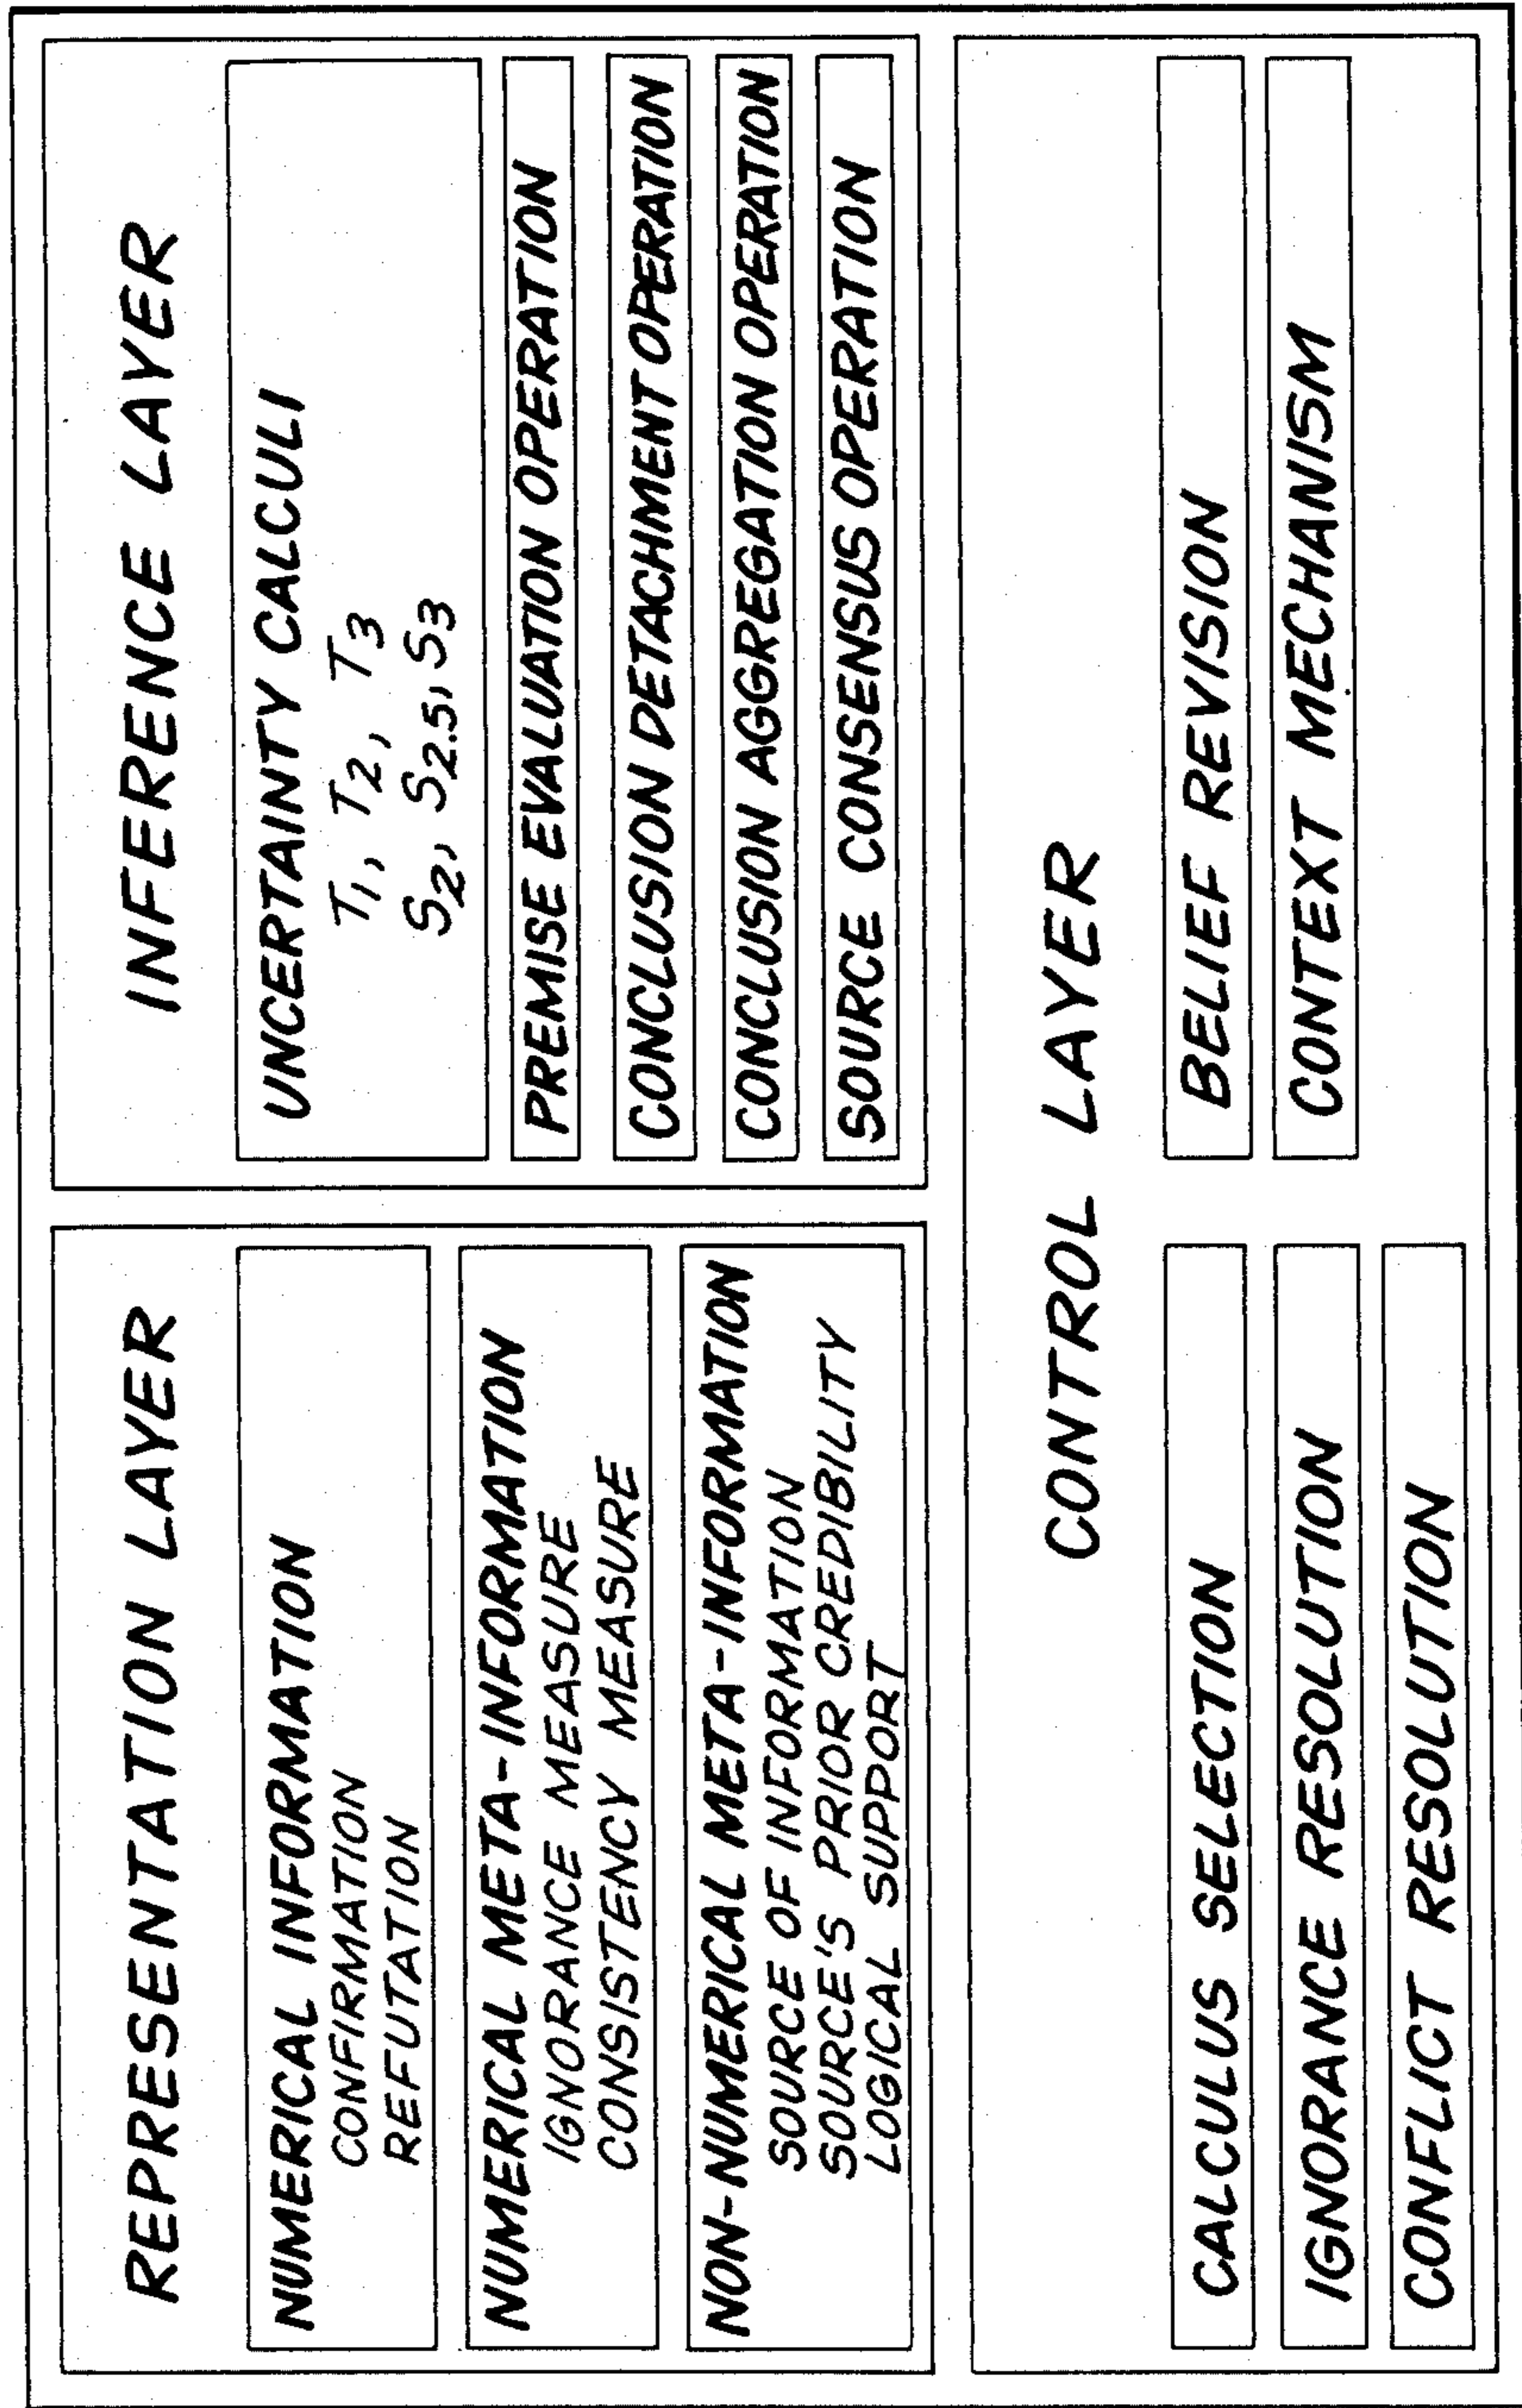 REPRESENTATION LAYER
NUMERICAL INFORMATION
CONFIRMATION
REFUTATION
NUMERICAL META-INFORMATION
IGNORANCE MEASURE
CONSISTENCY MEASURE
NON-NUMERICAL META-INFORMATION
SOURCE OF INFORMATION
SOURCE'S PRIOR CREDIBILITY
LOGICAL SUPPORT
INFERENCE LAYER
UNCERTAINTY CALCULI
T1, T2, T3
S2, S2.5, S3
PREMISE EVALUATION OPERATION
CONCLUSION DETACHMENT OPERATION
CONCLUSION AGGREGATION OPERATION
SOURCE CONSENSUS OPERATION
CONTROL LAYER
CALCULUS SELECTION
IGNORANCE RESOLUTION
CONFLICT RESOLUTION
BELIEF REVISION
CONTEXT MECHANISM